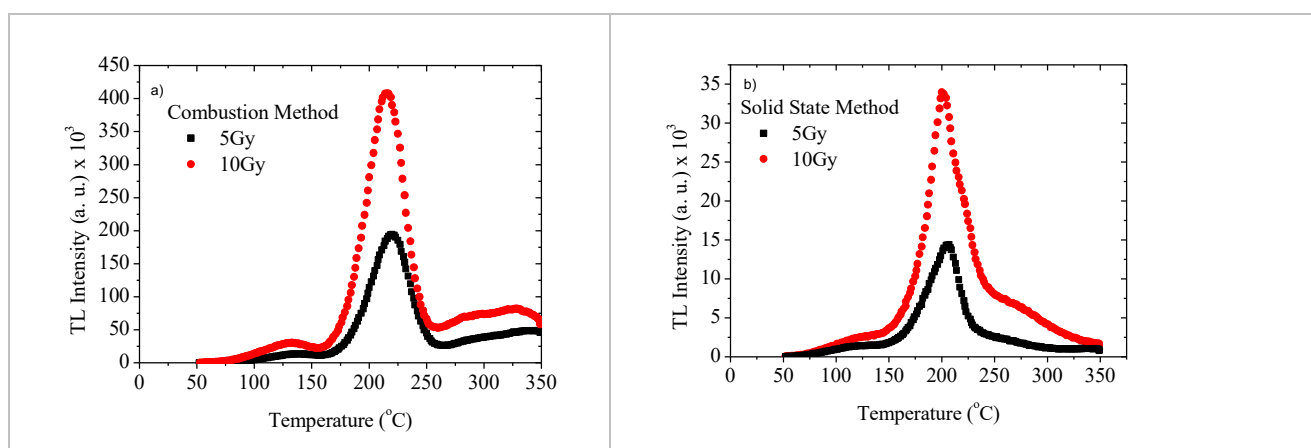 a)
Combustion Method
5Gy
10Gy
TL Intensity (a. u.) x 10³
450
400
350
300
250
200
150
100
50
0
0 50 100 150 200 250 300 350
Temperature (°C)
b)
Solid State Method
5Gy
10Gy
TL Intensity (a. u.) x 10³
35
30
25
20
15
10
5
0
0 50 100 150 200 250 300 350
Temperature (°C)